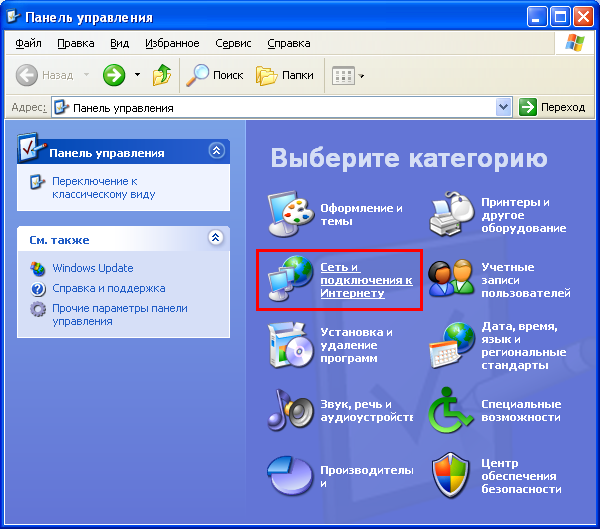 Панель управления
Файл Правка Вид Избранное Сервис Справка
Назад Поиск Папки
Адрес: Панель управления Переход
Панель управления
Переключение к
классическому виду
См. также
Windows Update
Справка и поддержка
Прочие параметры панели
управления
Выберите категорию
Оформление и
темы
Принтеры и
другое
оборудование
Сеть и
подключения к
Интернету
Учетные
записи
пользователей
Установка и
удаление
программ
Дата, время,
язык и
региональные
стандарты
Звук, речь и
аудиоустройст
Специальные
возможности
Производитель
и
Центр
обеспечения
безопасности